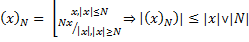 (x)_N = ⌊ x,|x|≤N Nx/|x|,|x|≥N ⇒ |(x)_N| ≤ |x|∨|N|